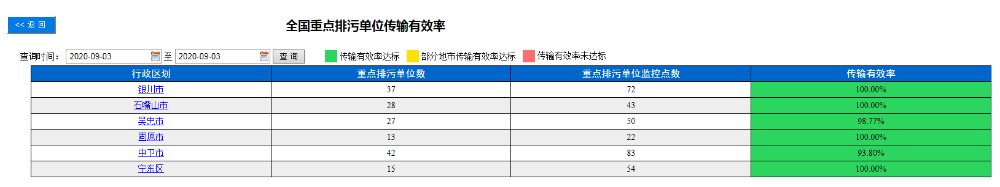 << 返 回
全国重点排污单位传输有效率
查询时间： 2020-09-03 至 2020-09-03 查 询 传输有效率达标 部分地市传输有效率达标 传输有效率未达标
行政区划 重点排污单位数 重点排污单位监控点数 传输有效率
银川市 37 72 100.00%
石嘴山市 28 43 100.00%
吴忠市 27 50 98.77%
固原市 13 22 100.00%
中卫市 42 83 93.80%
宁东区 15 54 100.00%